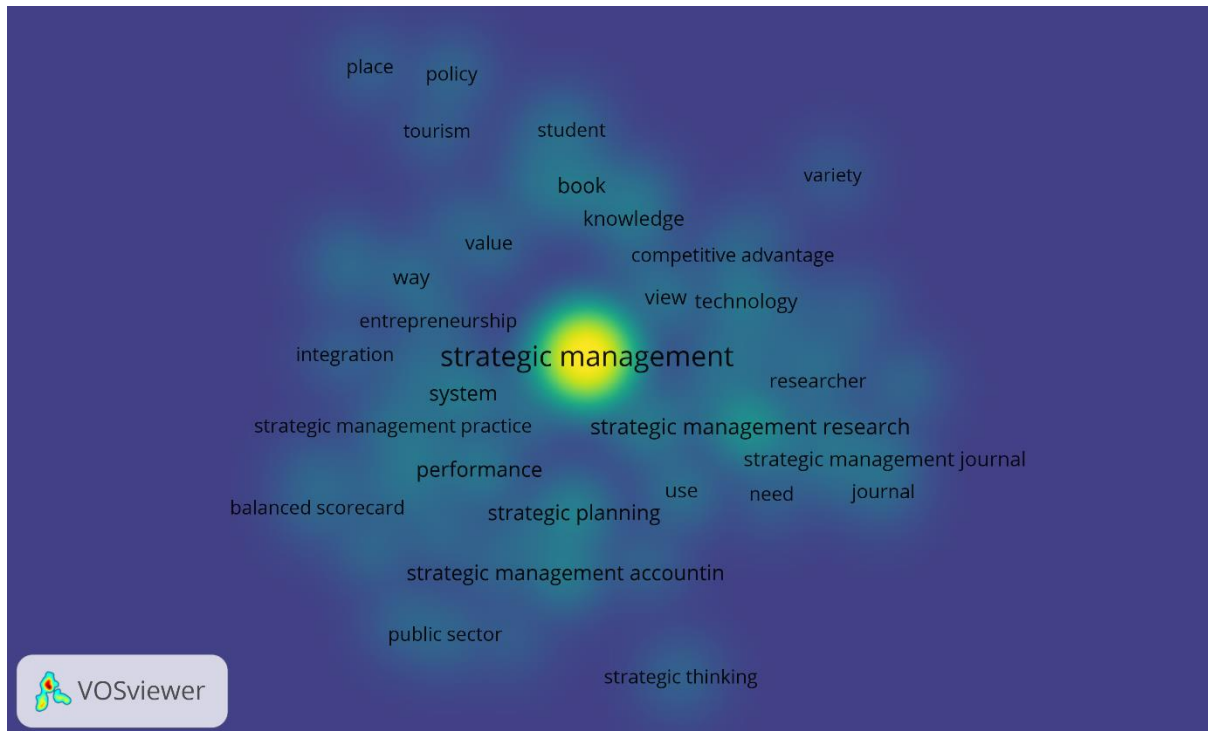 place
policy
tourism
student
variety
book
knowledge
value
competitive advantage
way
view
technology
entrepreneurship
integration
strategic management
researcher
system
strategic management practice
strategic management research
strategic management journal
performance
use
need
journal
balanced scorecard
strategic planning
strategic management accountin
public sector
strategic thinking
VOSviewer